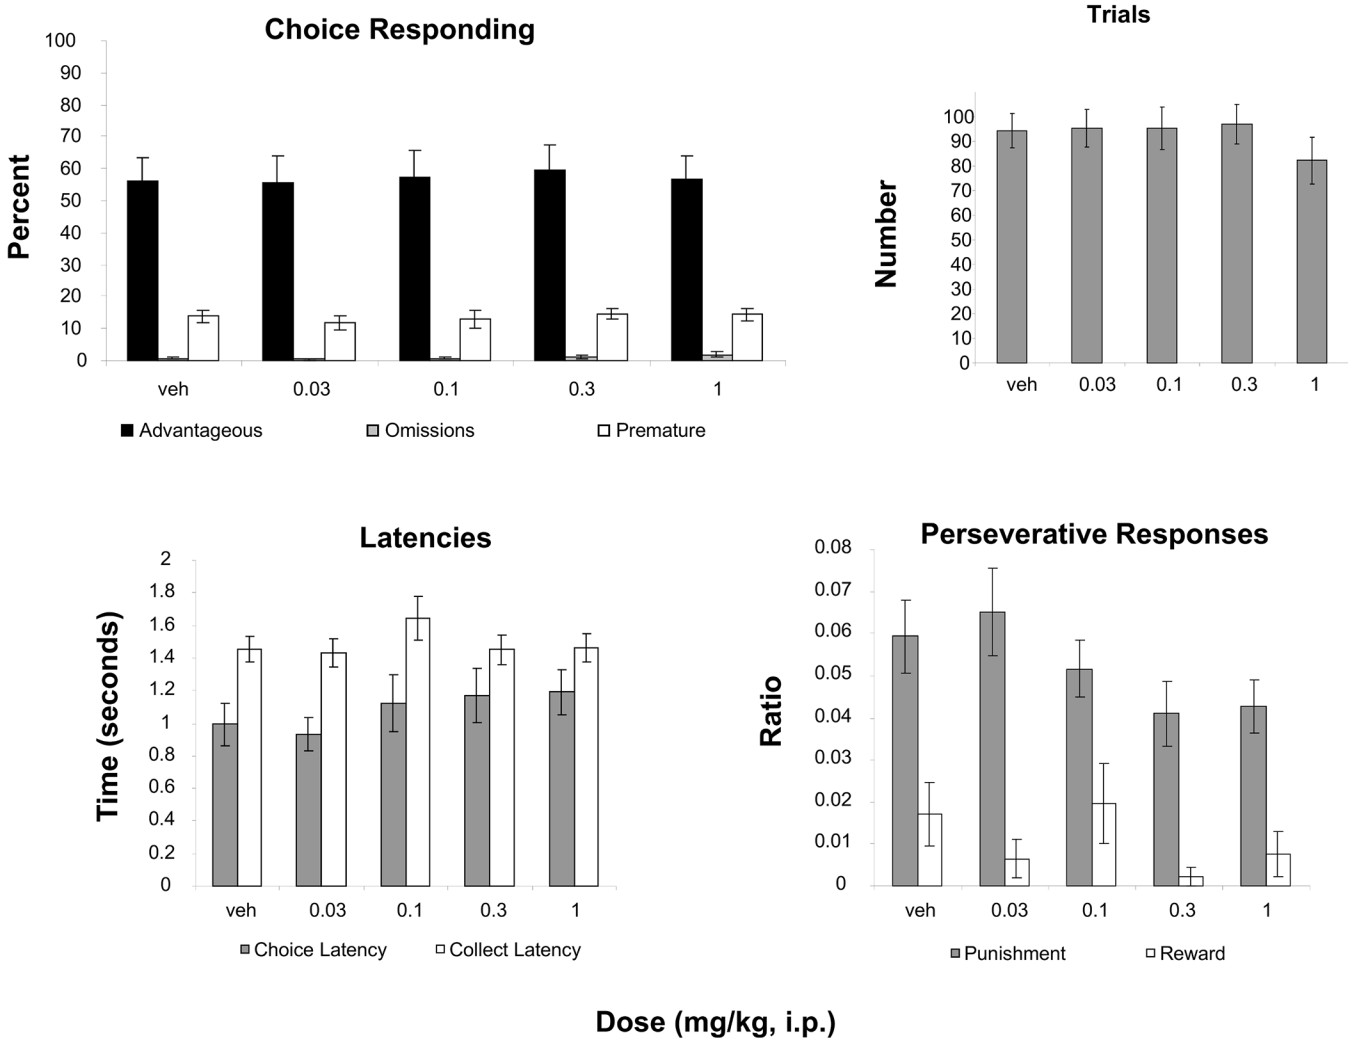 Choice Responding
100
90
80
70
60
50
40
30
20
10
0
Percent
veh 0.03 0.1 0.3 1
Advantageous Omissions Premature
Trials
100
90
80
70
60
50
40
30
20
10
0
Number
veh 0.03 0.1 0.3 1
Latencies
2
1.8
1.6
1.4
1.2
1
0.8
0.6
0.4
0.2
0
Time (seconds)
veh 0.03 0.1 0.3 1
Choice Latency Collect Latency
Perseverative Responses
0.08
0.07
0.06
0.05
0.04
0.03
0.02
0.01
0
Ratio
veh 0.03 0.1 0.3 1
Punishment Reward
Dose (mg/kg, i.p.)